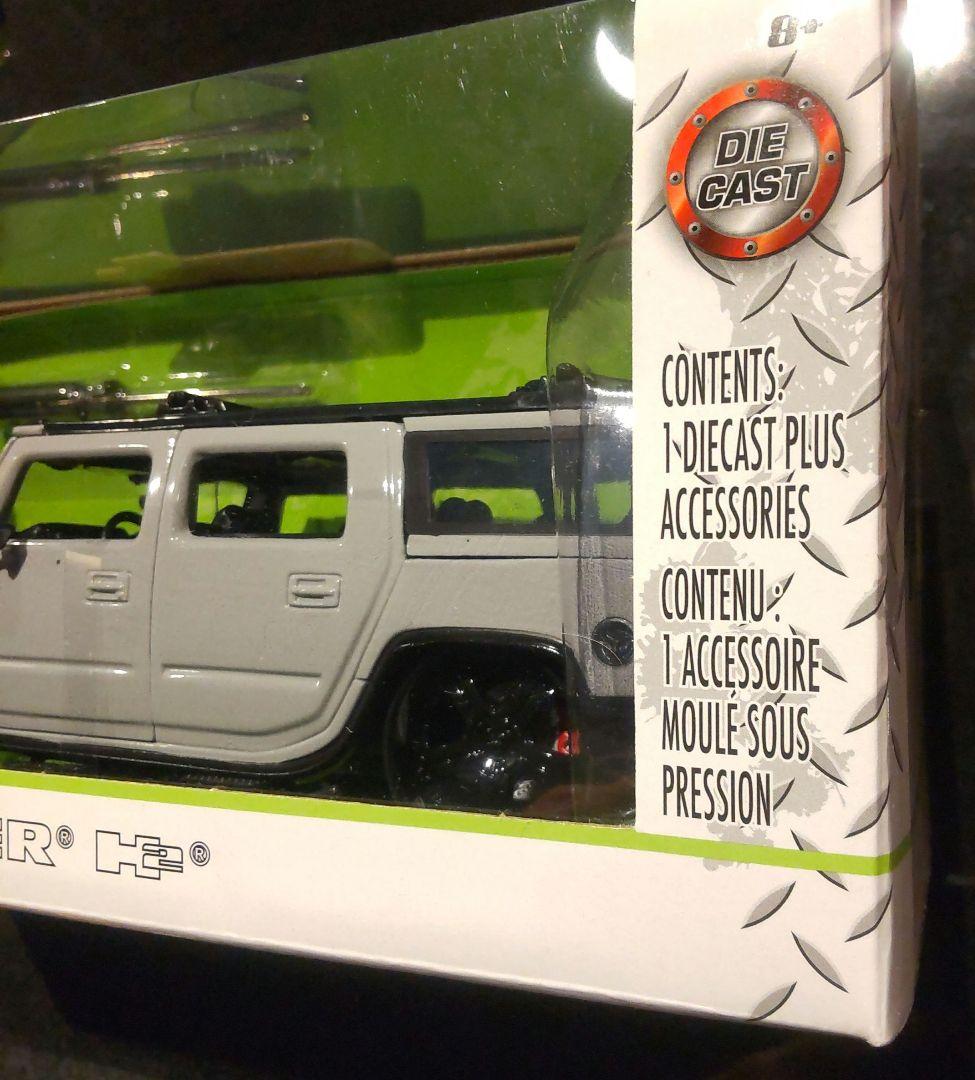 8+
DIE
CAST
CONTENTS:
1 DIECAST PLUS
ACCESSORIES
CONTENU :
1 ACCESSOIRE
MOULÉ SOUS
PRESSION
ER® H2®